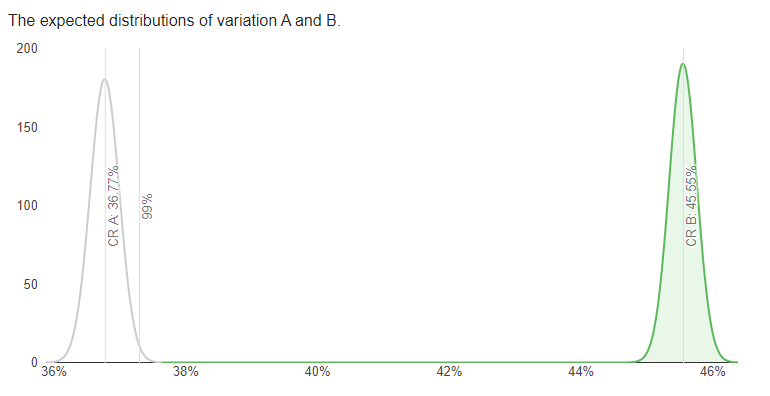 The expected distributions of variation A and B.
200
150
100
50
0
CR A: 36.77%
99%
CR B: 45.55%
36% 38% 40% 42% 44% 46%